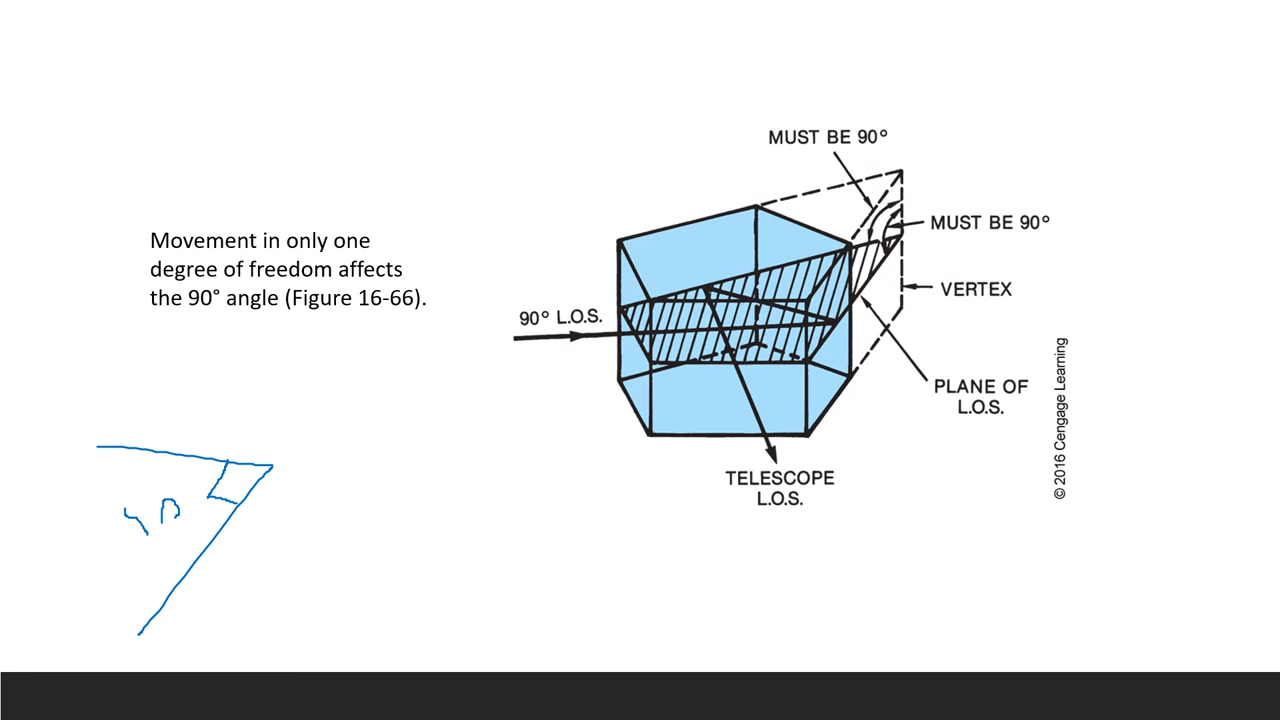 Movement in only one
degree of freedom affects
the 90° angle (Figure 16-66).
MUST BE 90°
MUST BE 90°
VERTEX
90° L.O.S.
PLANE OF
L.O.S.
TELESCOPE
L.O.S.
© 2016 Cengage Learning